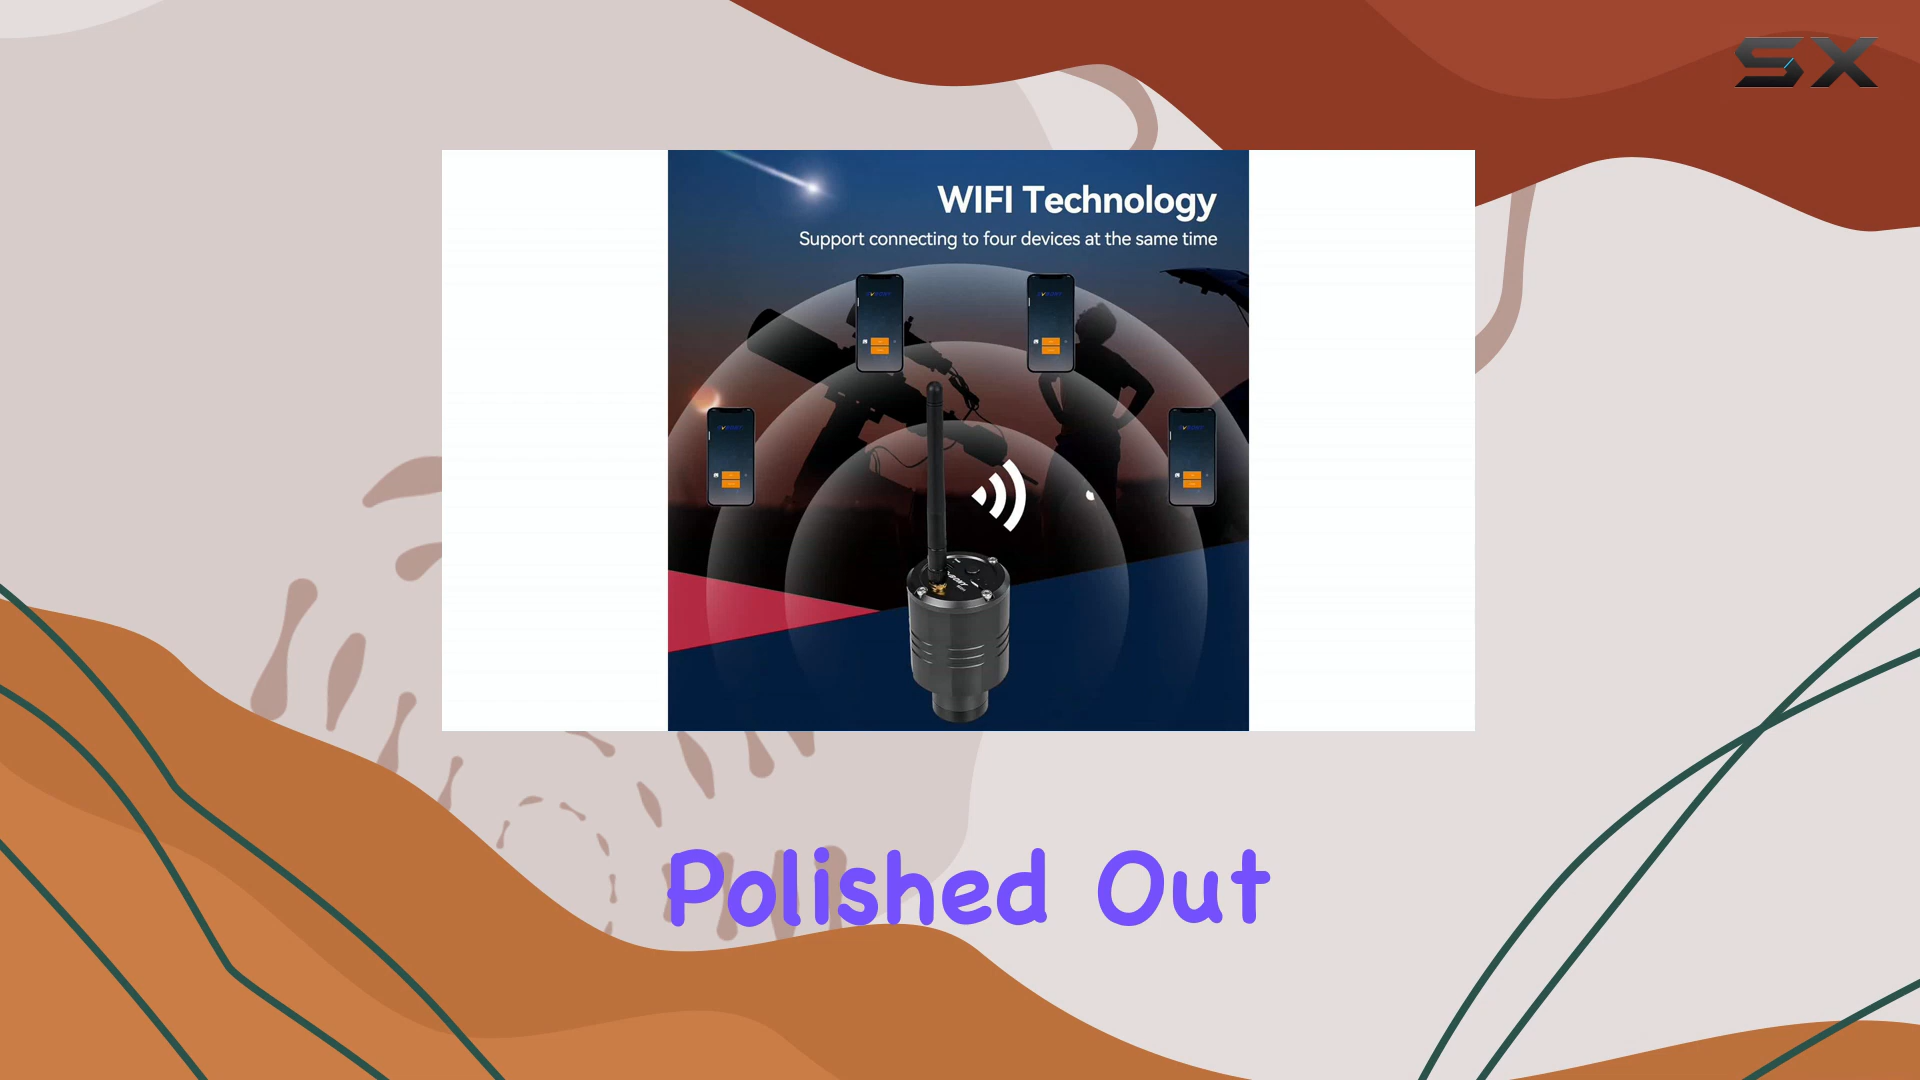 SX
WIFI Technology
Support connecting to four devices at the same time
Polished Out